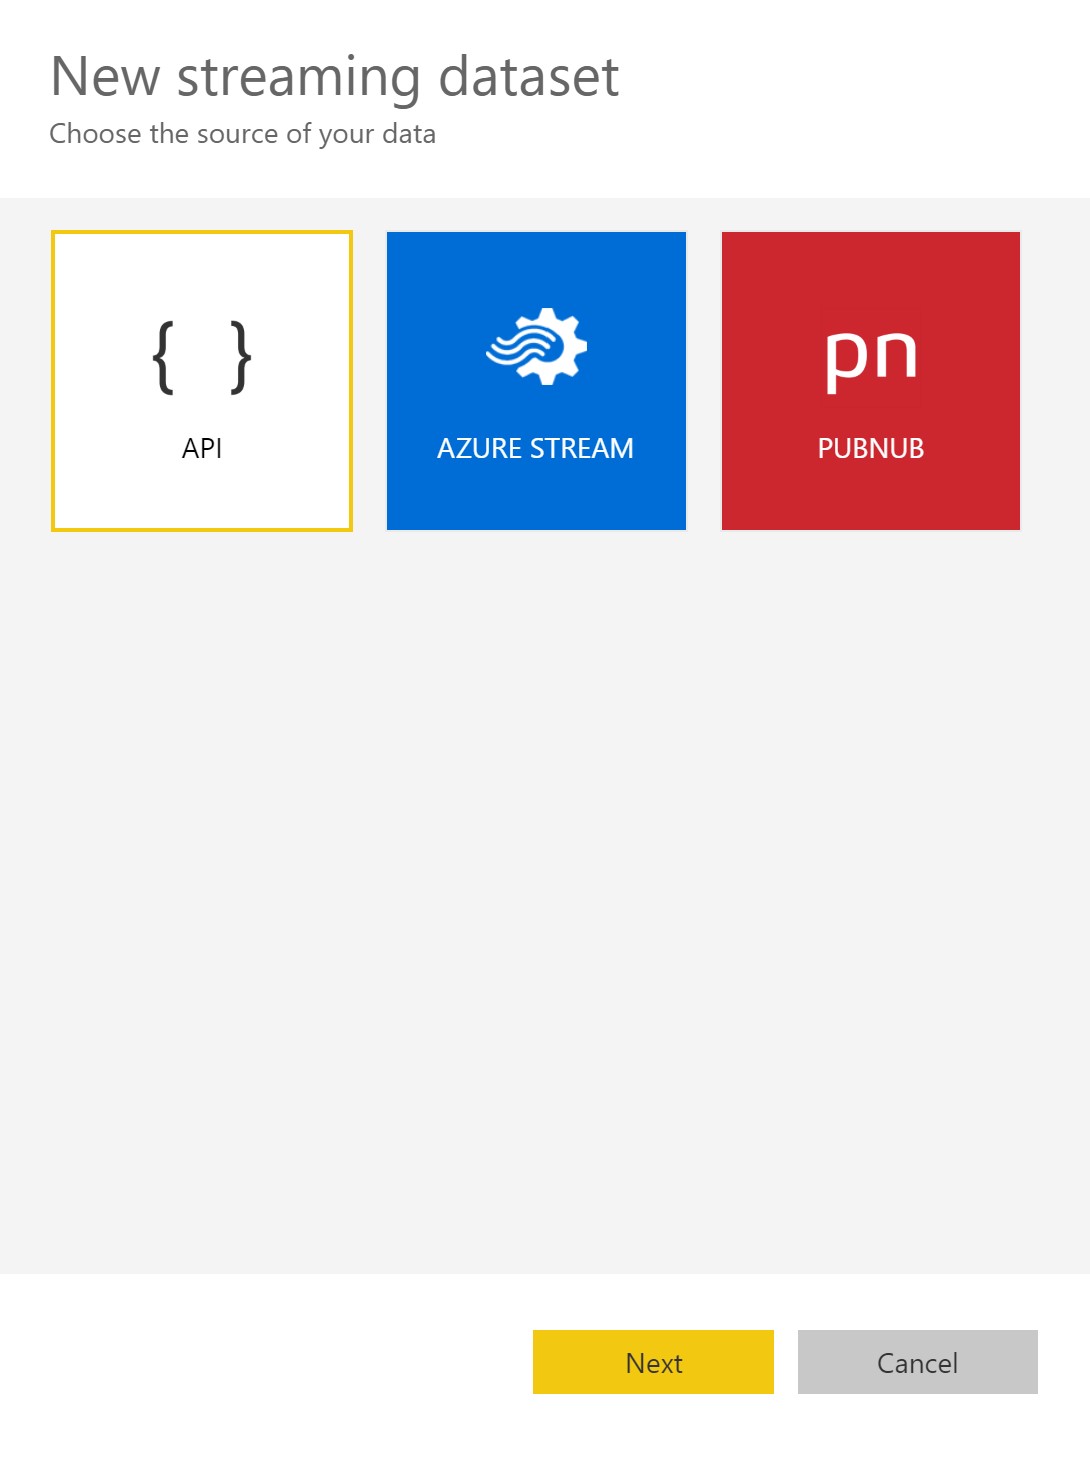 New streaming dataset
Choose the source of your data
{ }
API
AZURE STREAM
pn
PUBNUB
Next
Cancel